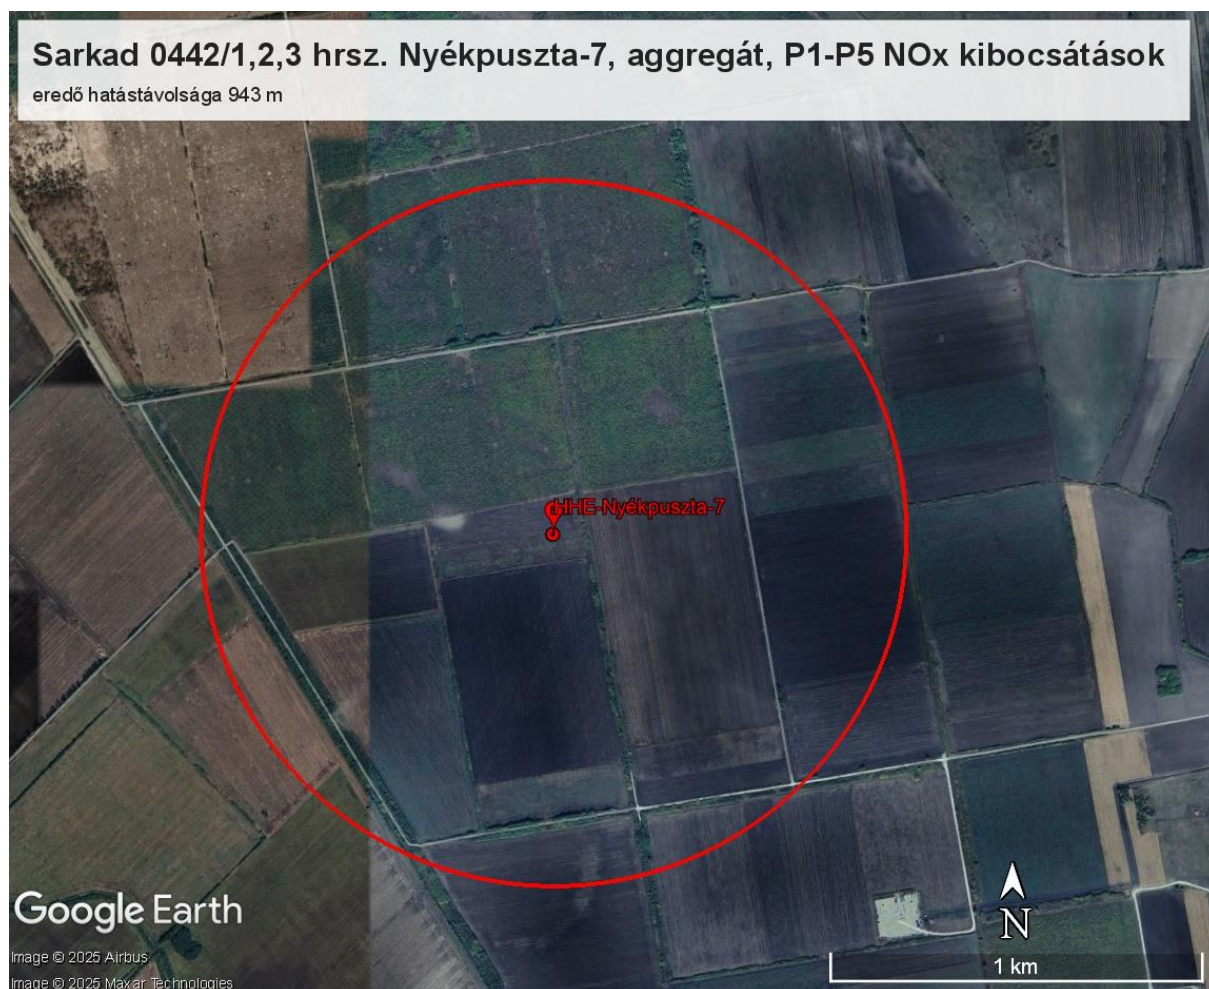 Sarkad 0442/1,2,3 hrsz. Nyékpuszta-7, aggregát, P1-P5 NOx kibocsátások
eredő hatástávolsága 943 m
HHE-Nyékpuszta-7
Google Earth
N
Image © 2025 Airbus
1 km
Image © 2025 Maxar Technologies